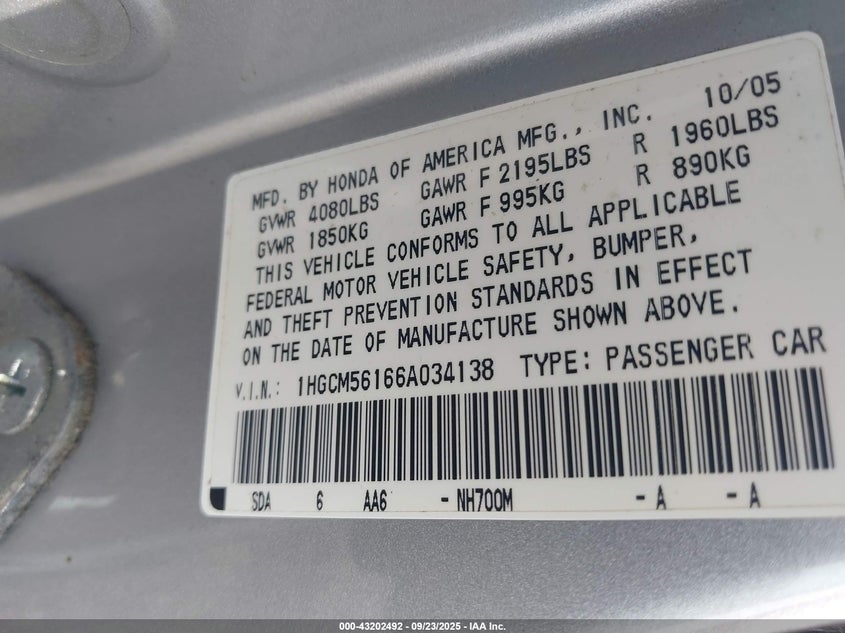 MFD. BY HONDA OF AMERICA MFG., INC. 10/05
GVWR 4080LBS GAWR F 2195LBS R 1960LBS
GVWR 1850KG GAWR F 995KG R 890KG
THIS VEHICLE CONFORMS TO ALL APPLICABLE
FEDERAL MOTOR VEHICLE SAFETY, BUMPER,
AND THEFT PREVENTION STANDARDS IN EFFECT
ON THE DATE OF MANUFACTURE SHOWN ABOVE.
V.I.N.: 1HGCM56166A034138 TYPE: PASSENGER CAR
SDA 6 AA6 - NH700M - A - A
000-43202492 - 09/23/2025 - IAA Inc.